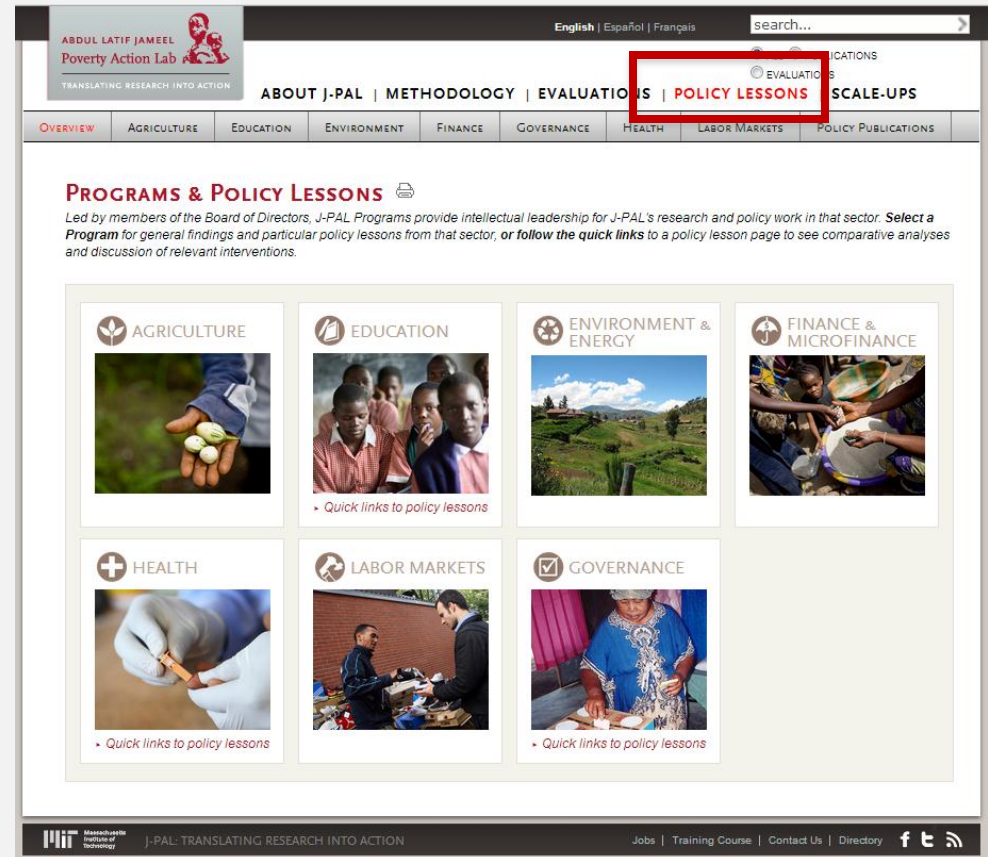 ABDUL LATIF JAMEEL
Poverty Action Lab
TRANSLATING RESEARCH INTO ACTION
English | Español | Français
search...
EVALUATIONS
ABOUT J-PAL | METHODOLOGY | EVALUATIONS | POLICY LESSONS | SCALE-UPS
OVERVIEW AGRICULTURE EDUCATION ENVIRONMENT FINANCE GOVERNANCE HEALTH LABOR MARKETS POLICY PUBLICATIONS
PROGRAMS & POLICY LESSONS
Led by members of the Board of Directors, J-PAL Programs provide intellectual leadership for J-PAL's research and policy work in that sector. Select a
Program for general findings and particular policy lessons from that sector, or follow the quick links to a policy lesson page to see comparative analyses
and discussion of relevant interventions.
AGRICULTURE
EDUCATION
Quick links to policy lessons
ENVIRONMENT &
ENERGY
FINANCE &
MICROFINANCE
HEALTH
Quick links to policy lessons
LABOR MARKETS
GOVERNANCE
Quick links to policy lessons
MIT Massachusetts
Institute of
Technology
J-PAL: TRANSLATING RESEARCH INTO ACTION
Jobs | Training Course | Contact Us | Directory